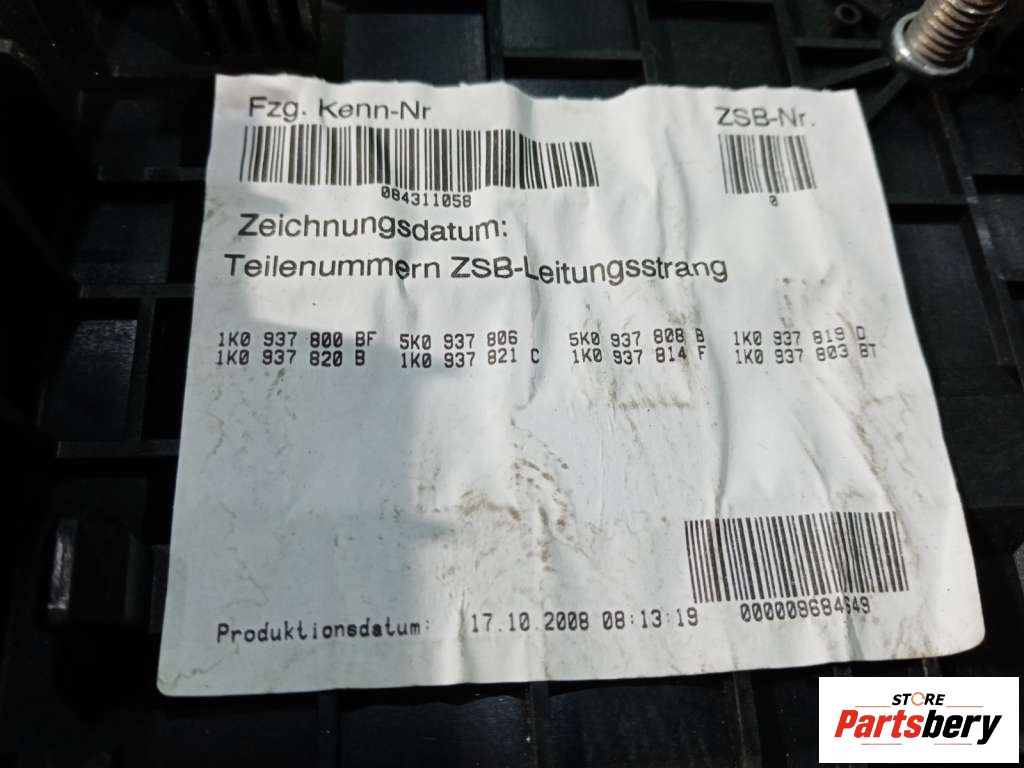 Fzg. Kenn-Nr
ZSB-Nr.
084311058
0
Zeichnungsdatum:
Teilenummern ZSB-Leitungsstrang
1K0 937 800 BF 5K0 937 806 5K0 937 808 B 1K0 937 819 D
1K0 937 820 B 1K0 937 821 C 1K0 937 814 F 1K0 937 803 BT
Produktionsdatum: 17.10.2008 08:13:19
000009684649
STORE
Partsbery